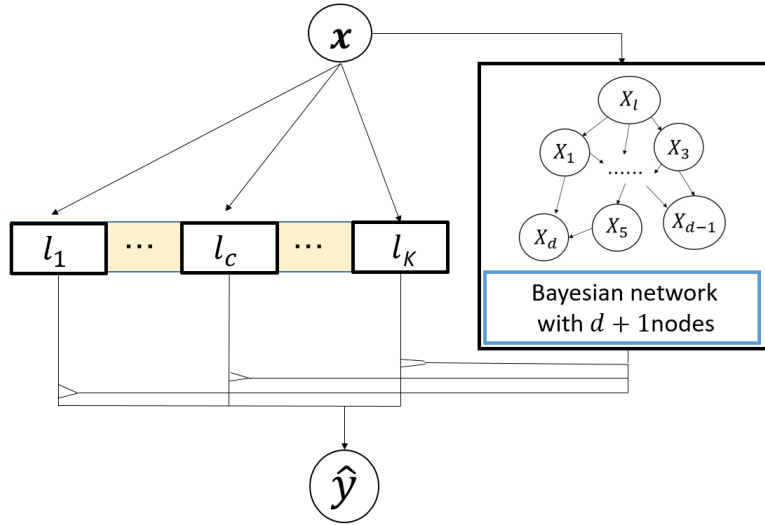 x
X_l
X_1
X_3
......
X_d
X_5
X_{d-1}
l_1 ... l_c ... l_K
Bayesian network
with d + 1nodes
ŷ